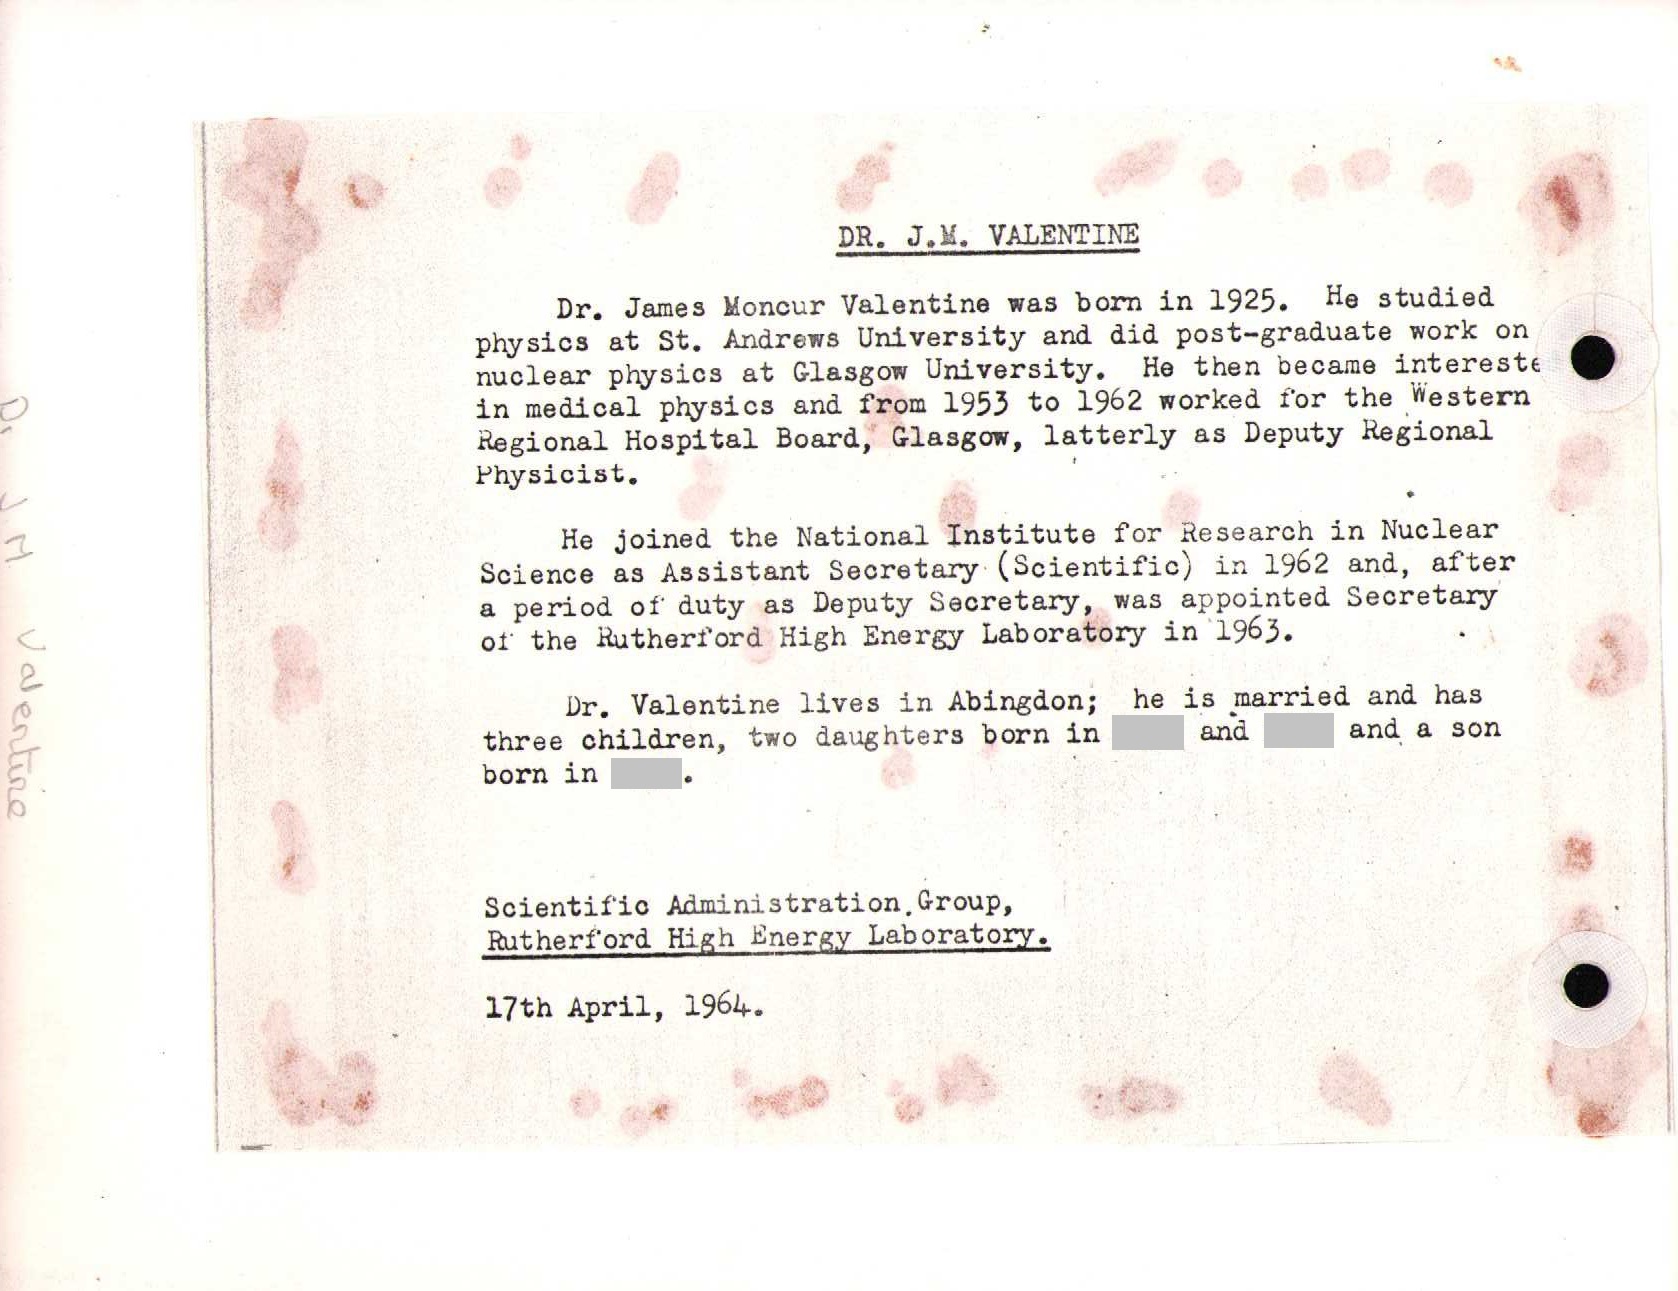 DR. J.M. VALENTINE
Dr. James Moncur Valentine was born in 1925. He studied
physics at St. Andrews University and did post-graduate work on
nuclear physics at Glasgow University. He then became intereste
in medical physics and from 1953 to 1962 worked for the Western
Regional Hospital Board, Glasgow, latterly as Deputy Regional
Physicist.
He joined the National Institute for Research in Nuclear
Science as Assistant Secretary (Scientific) in 1962 and, after
a period of duty as Deputy Secretary, was appointed Secretary
of the Rutherford High Energy Laboratory in 1963.
Dr. Valentine lives in Abingdon; he is married and has
three children, two daughters born in and and a son
born in .
Scientific Administration Group,
Rutherford High Energy Laboratory.
17th April, 1964.
Dr J M Valentine